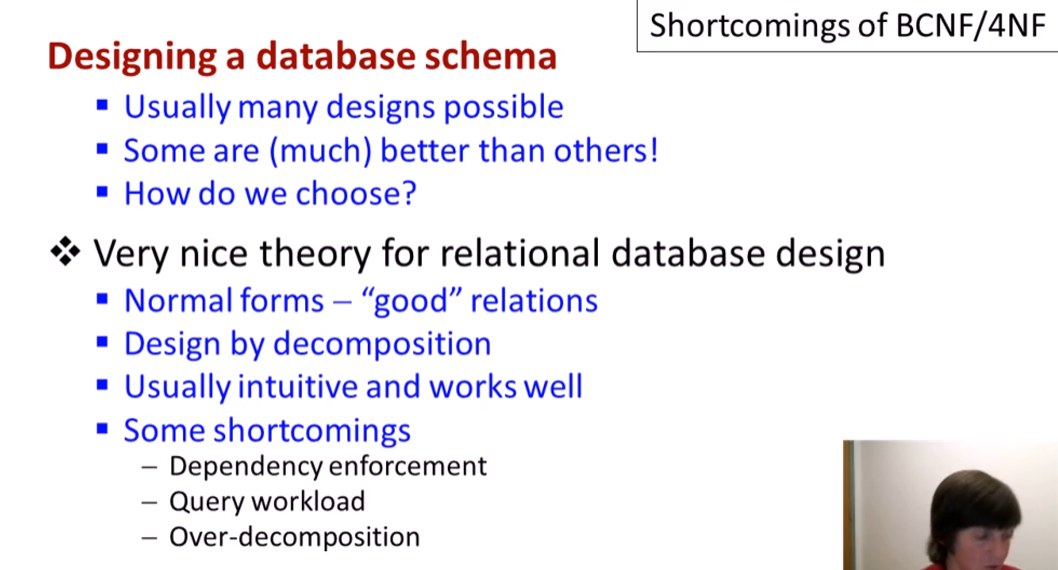 Shortcomings of BCNF/4NF
Designing a database schema
▪ Usually many designs possible
▪ Some are (much) better than others!
▪ How do we choose?
❖ Very nice theory for relational database design
▪ Normal forms – “good” relations
▪ Design by decomposition
▪ Usually intuitive and works well
▪ Some shortcomings
– Dependency enforcement
– Query workload
– Over-decomposition